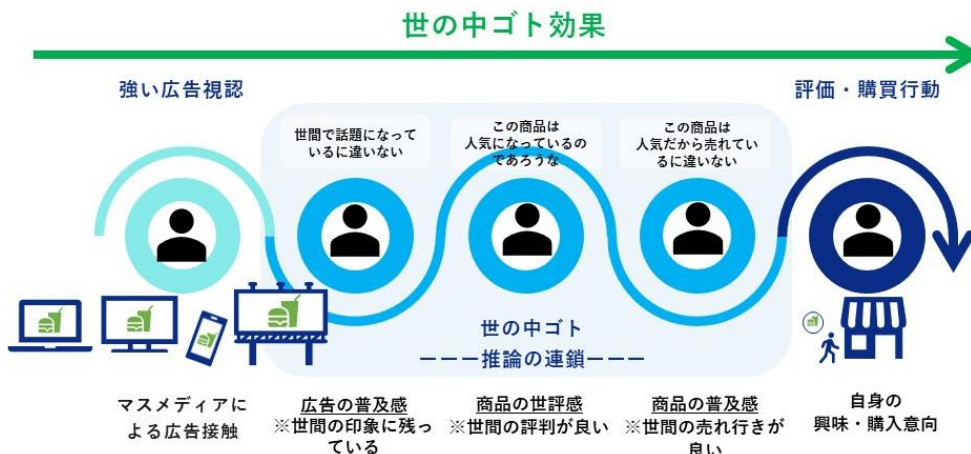 世の中ゴト効果
強い広告視認
評価・購買行動
世間で話題になって
いるに違いない
この商品は
人気になっているの
であろうな
この商品は
人気だから売れてい
るに違いない
世の中ゴト
―――推論の連鎖―――
マスメディアに
よる広告接触
広告の普及感
※世間の印象に残っ
ている
商品の世評感
※世間の評判が良い
商品の普及感
※世間の売れ行きが
良い
自身の
興味・購入意向